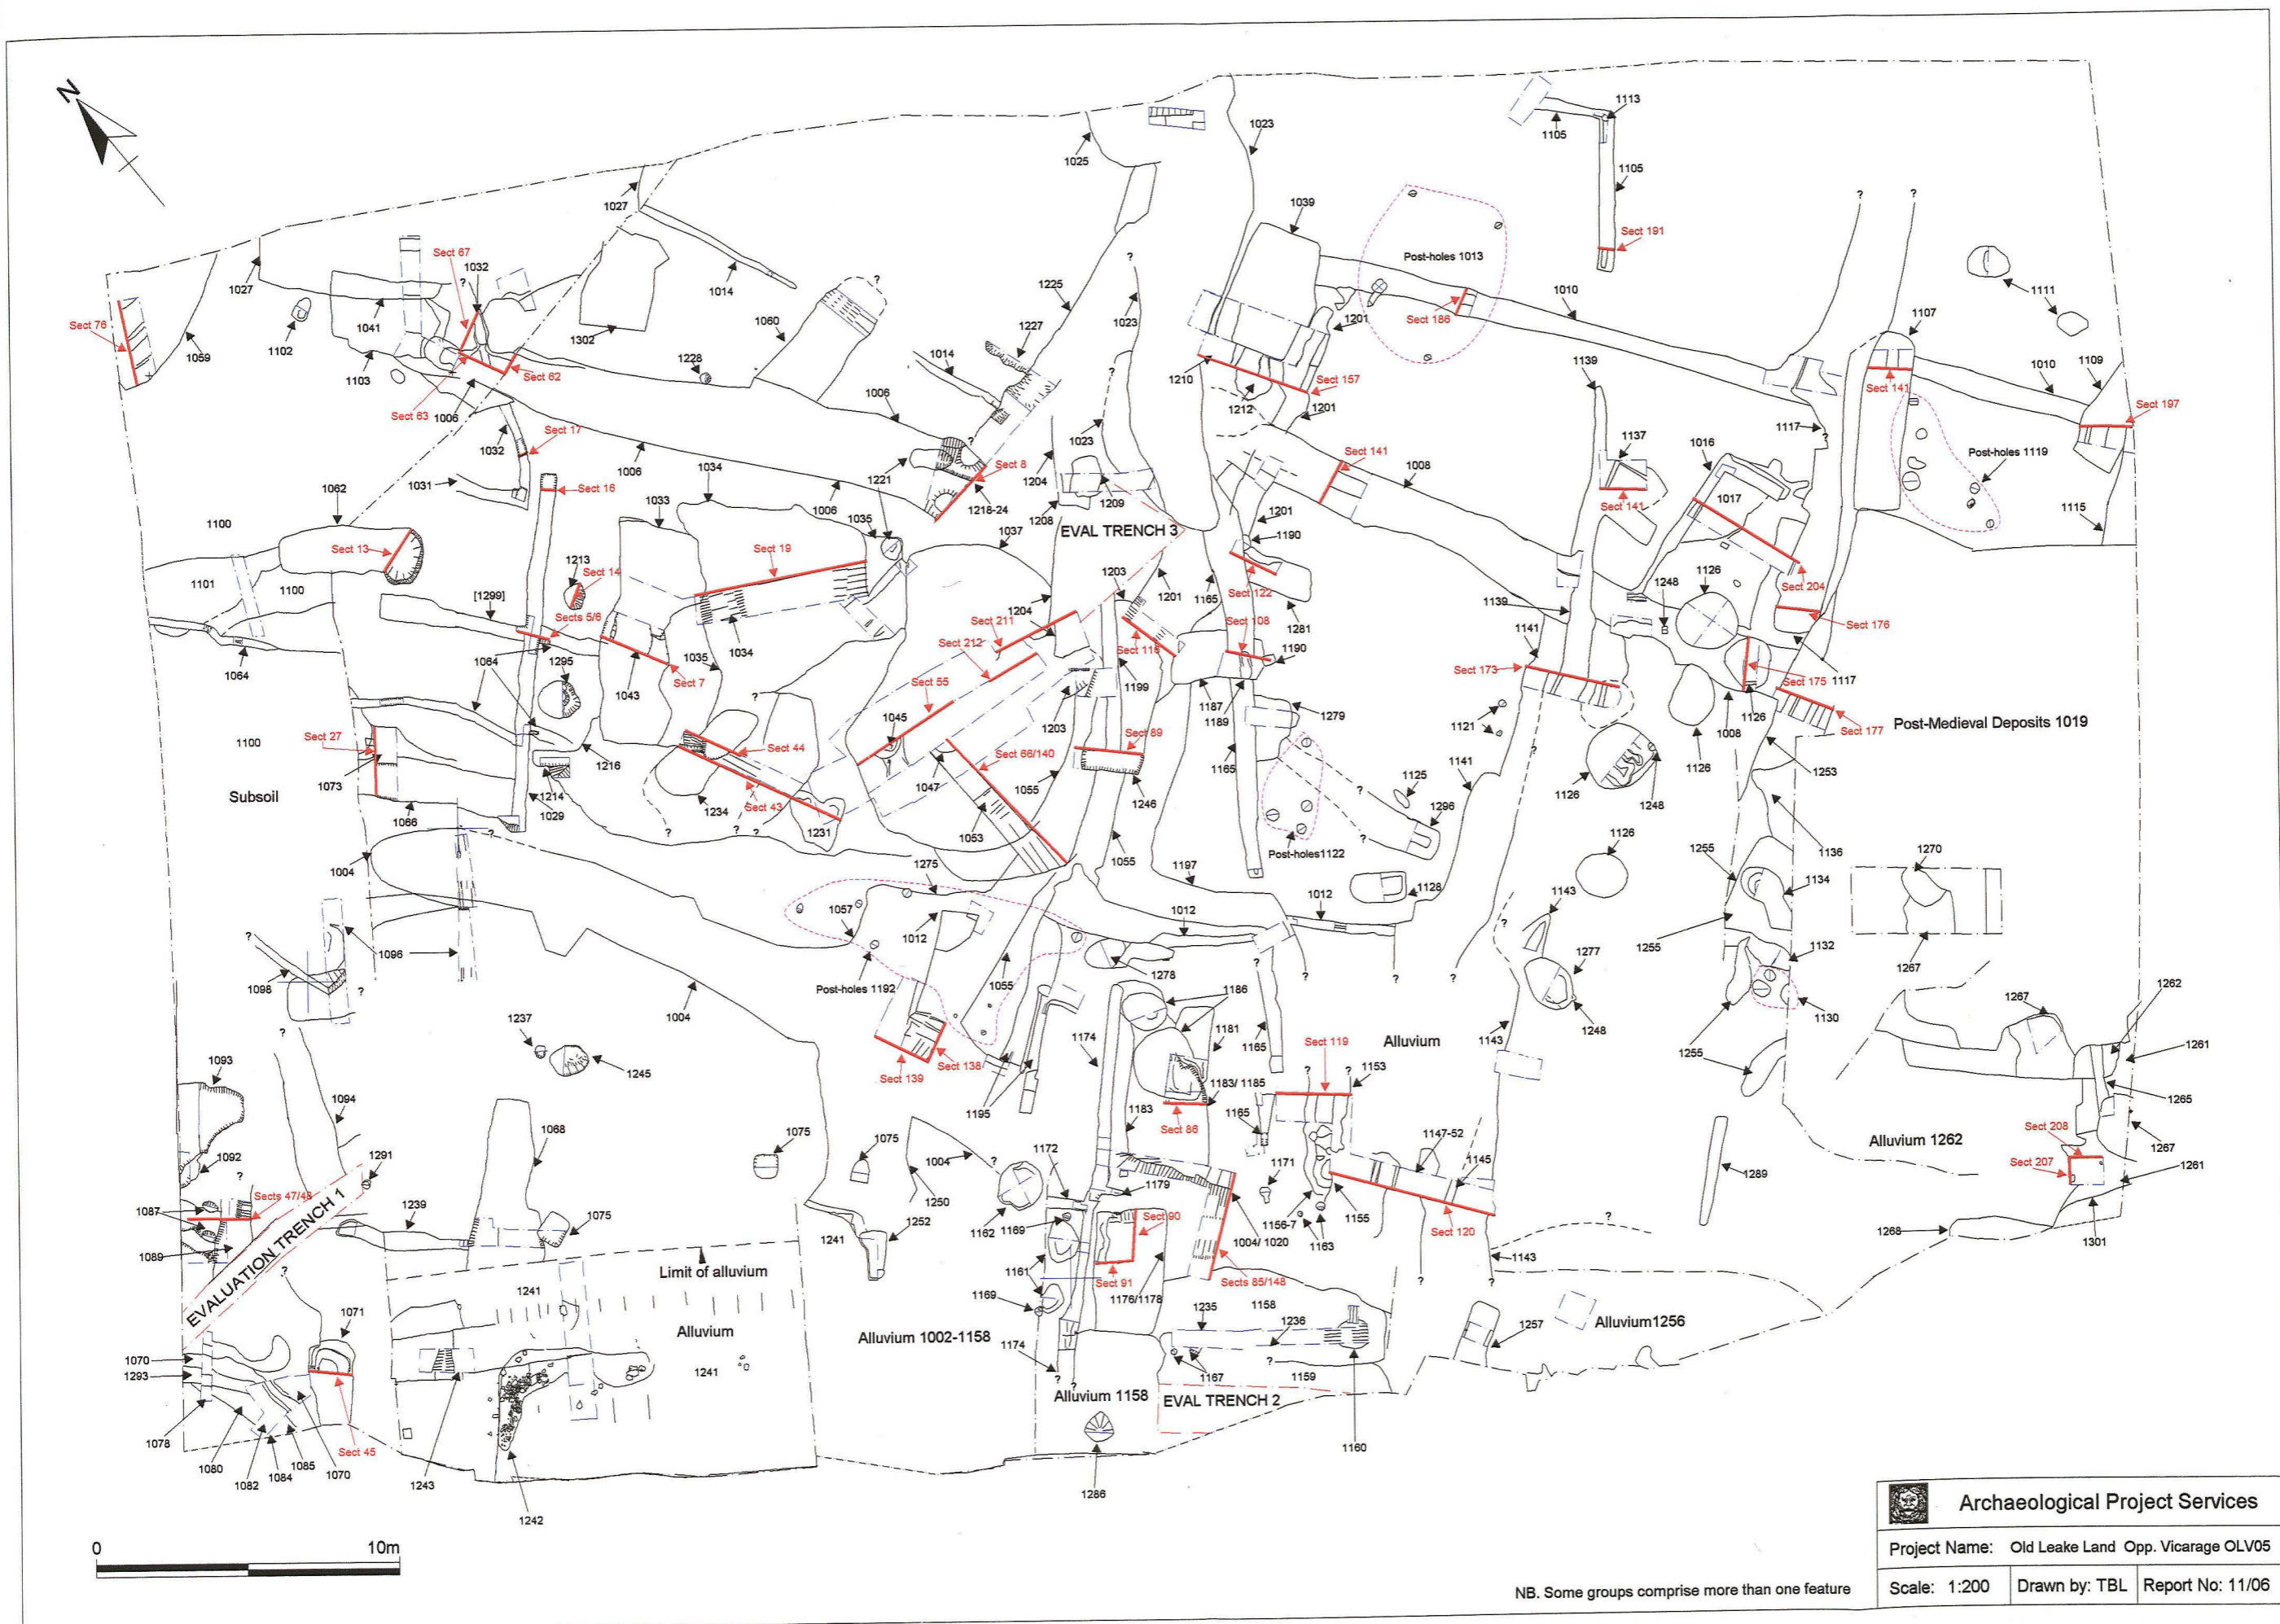 N
1113
1105
1023
1025
1105
1027
1039
Sect 191
Post-holes 1013
Sect 67
1032
1027
1014
1225
1023
1010
1111
1107
1041
1102
Sect 76
1059
1302
1060
1227
1201
Sect 186
1103
1228
1014
1139
1010
1109
Sect 62
1210
Sect 157
Sect 141
Sect 63
1006
1006
1212
1201
Sect 197
Sect 17
1032
1023
1117
1137
1016
Post-holes 1119
1006
1034
1221
Sect 8
1204
Sect 141
1008
1031
Sect 16
1062
1033
1006
1035
1218-24
1208
1209
Sect 141
1017
1115
1100
1037
EVAL TRENCH 3
1201
1190
Sect 13
1213
Sect 14
Sect 19
1203
1201
1165
Sect 122
1281
1248
1126
Sect 204
1101
1100
[1299]
Sects 5/6
1204
Sect 211
Sect 212
Sect 116
Sect 108
1190
1139
1141
Sect 176
1064
1064
1295
1043
Sect 7
1035
1034
Sect 55
1199
1187
1189
Sect 173
Sect 175
1117
1203
1279
1121
1126
1008
1126
Sect 177
Post-Medieval Deposits 1019
1100
Sect 27
1045
Sect 44
Sect 66/140
Sect 89
1165
1216
1073
Subsoil
1214
1029
1234
Sect 43
1231
1047
1055
1246
1125
1141
1296
1126
1248
1253
1066
1053
1055
Post-holes1122
1126
1136
1270
1004
1275
1197
1128
1255
1134
1057
1012
1012
1012
1143
1255
1132
1096
1098
Post-holes 1192
1278
1277
1267
1055
1186
1130
1262
1267
1004
1237
1245
1174
1181
1165
1143
1248
1255
1261
Alluvium
Sect 139
Sect 138
Sect 119
1153
1093
1094
1195
1183
1183/ 1185
1165
Sect 86
1265
1068
1075
1075
1092
1291
1004
1172
1147-52
1145
1289
Alluvium 1262
Sect 208
1267
Sect 207
1261
Sects 47/48
1087
1239
1075
1250
1179
1171
1089
EVALUATION TRENCH 1
1241
1252
1162
1169
Sect 90
1004/ 1020
1156-7
1155
1163
Sect 120
1143
1268
1301
Limit of alluvium
1161
Sect 91
Sects 85/148
1241
1169
1176/1178
1235
1158
1236
1257
Alluvium1256
1071
Alluvium
Alluvium 1002-1158
1174
1070
1293
1241
1167
1159
Alluvium 1158
EVAL TRENCH 2
1078
1080
1082
1084
1085
1070
Sect 45
1243
1242
1286
1160
0
10m
NB. Some groups comprise more than one feature
Archaeological Project Services
Project Name: Old Leake Land Opp. Vicarage OLV05
Scale: 1:200
Drawn by: TBL
Report No: 11/06